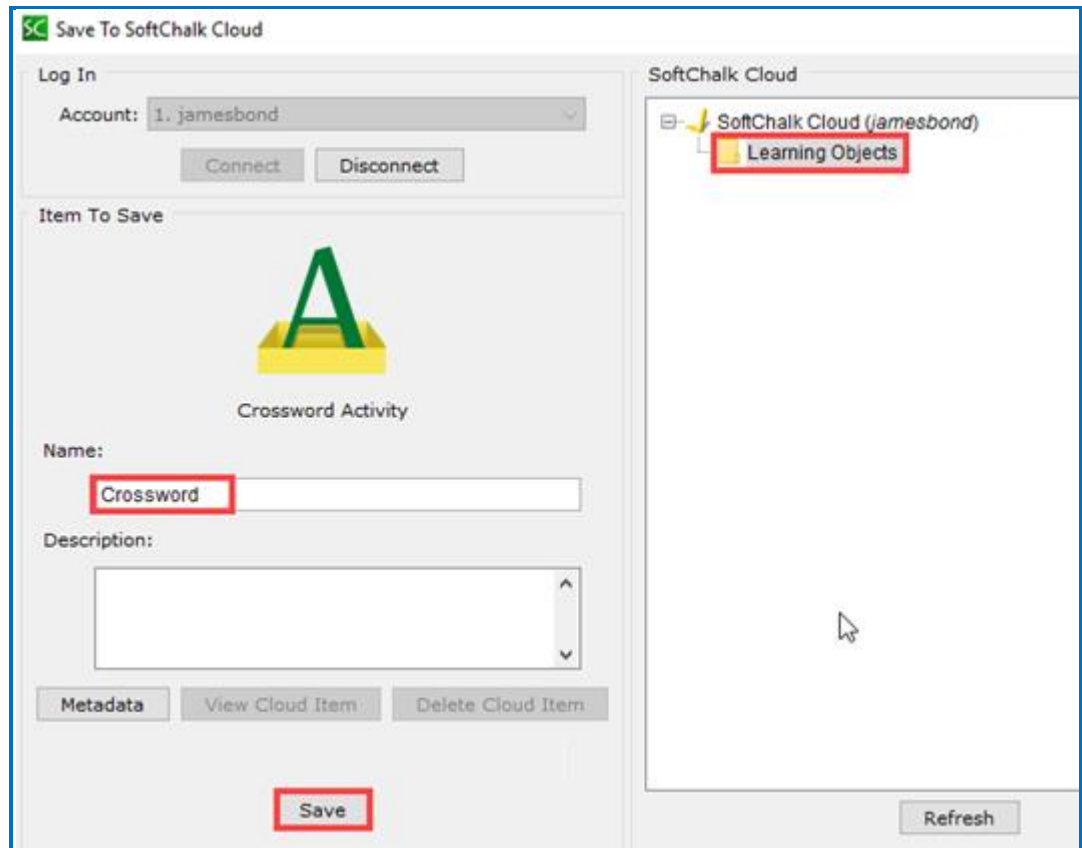 SC Save To SoftChalk Cloud
Log In
Account: 1. jamesbond
Connect Disconnect
Item To Save
A
Crossword Activity
Name:
Crossword
Description:
Metadata View Cloud Item Delete Cloud Item
Save
SoftChalk Cloud
SoftChalk Cloud (jamesbond)
Learning Objects
Refresh